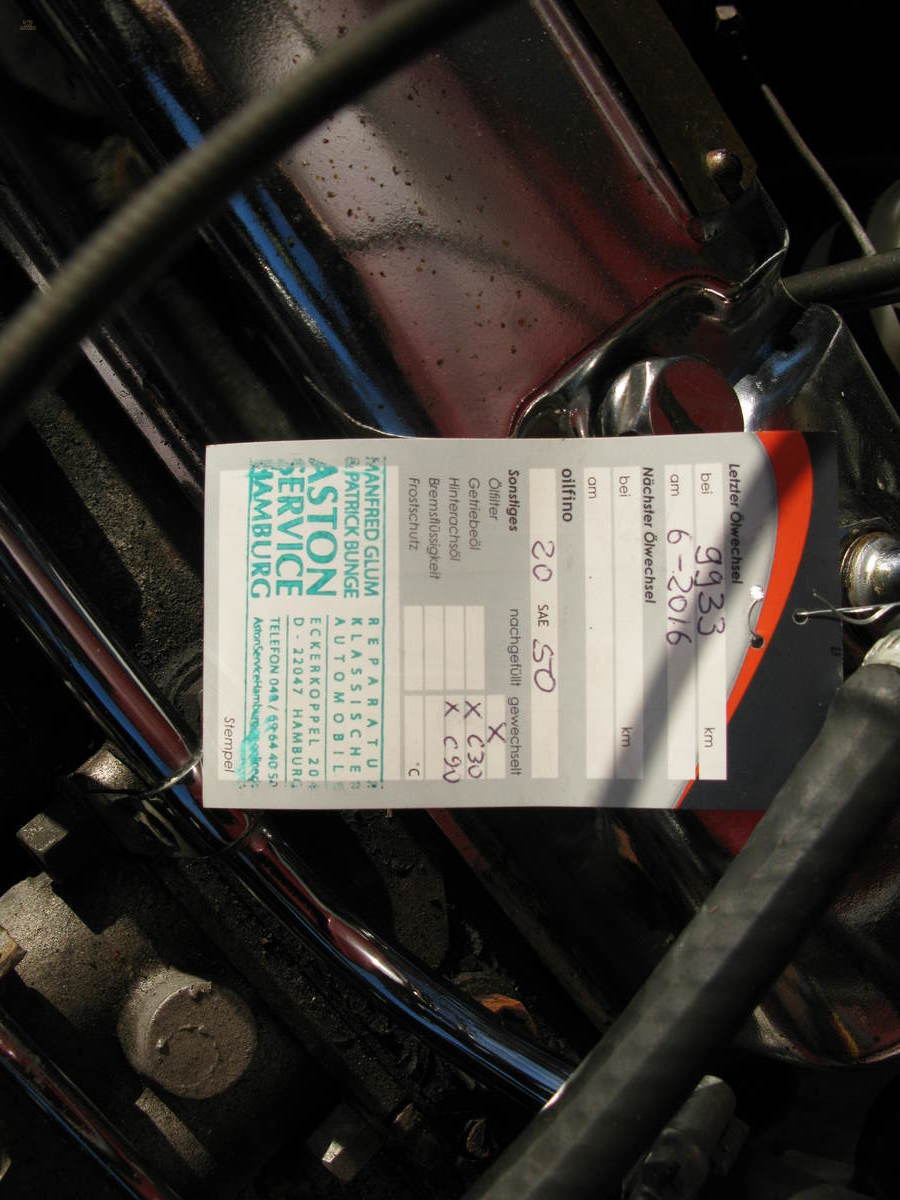 Letzter Ölwechsel
bei 9933 km
am 6-2016
Nächster Ölwechsel
bei km
am
oilfino
20 SAE 50
Sonstiges nachgefüllt gewechselt
Ölfilter X
Getriebeöl X C30
Hinterachsöl X C90
Bremsflüssigkeit
Frostschutz °C
MANFRED GLUM
& PATRICK BUNGE
ASTON
SERVICE
HAMBURG
REPARATUR
KLASSISCHER
AUTOMOBILE
ECKERKOPPEL 20
D - 22047 HAMBURG
TELEFON
Stempel